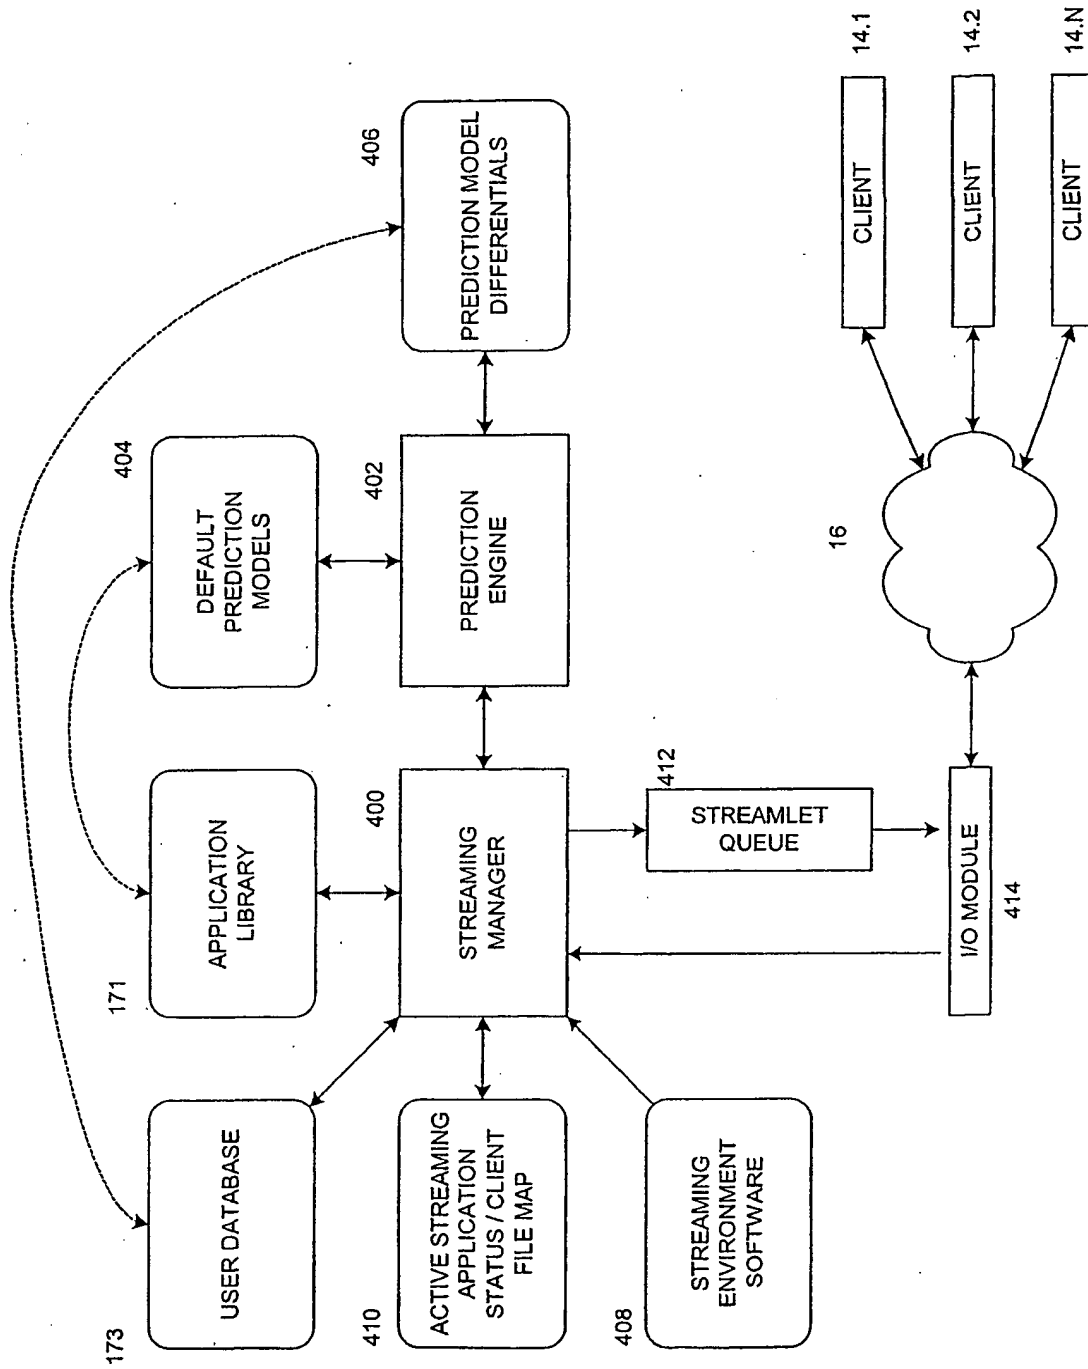 173
USER DATABASE
171
APPLICATION
LIBRARY
404
DEFAULT
PREDICTION
MODELS
410
ACTIVE STREAMING
APPLICATION
STATUS / CLIENT
FILE MAP
400
STREAMING
MANAGER
402
PREDICTION
ENGINE
406
PREDICTION MODEL
DIFFERENTIALS
408
STREAMING
ENVIRONMENT
SOFTWARE
412
STREAMLET
QUEUE
I/O MODULE
414
16
CLIENT
14.1
CLIENT
14.2
CLIENT
14.N